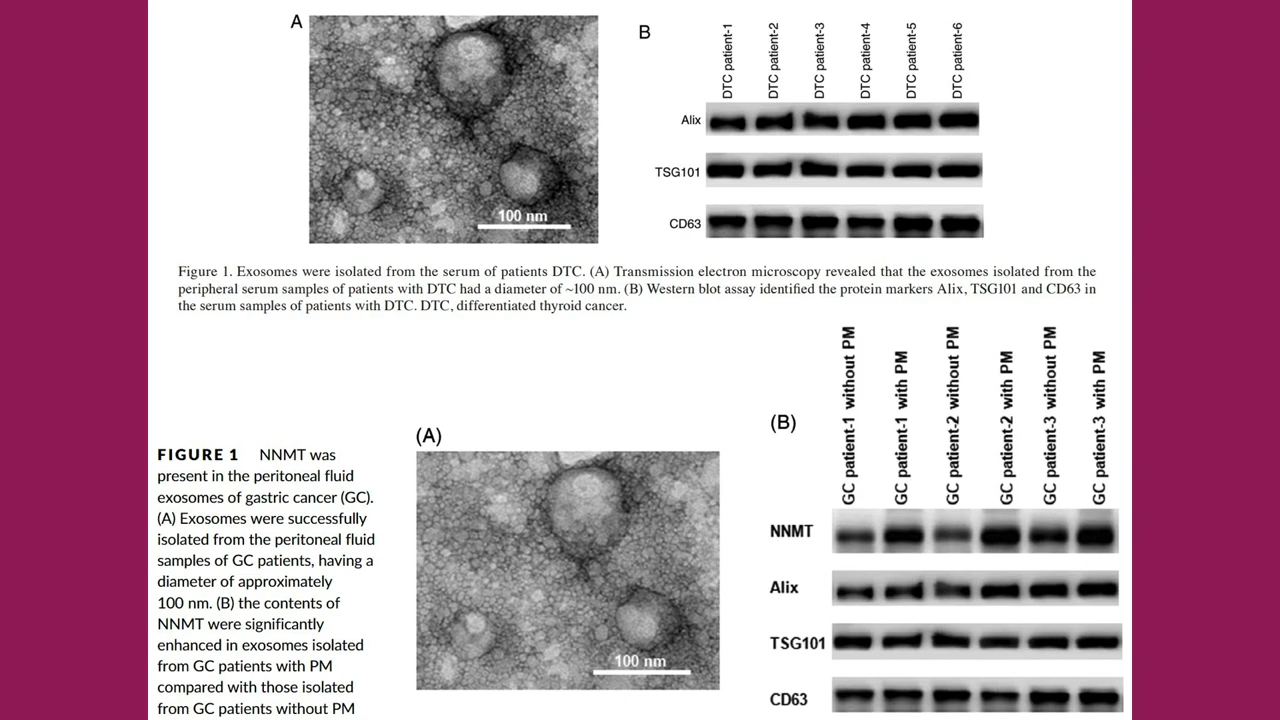 A
100 nm
B
DTC patient-1
DTC patient-2
DTC patient-3
DTC patient-4
DTC patient-5
DTC patient-6
Alix
TSG101
CD63
Figure 1. Exosomes were isolated from the serum of patients DTC. (A) Transmission electron microscopy revealed that the exosomes isolated from the
peripheral serum samples of patients with DTC had a diameter of ~100 nm. (B) Western blot assay identified the protein markers Alix, TSG101 and CD63 in
the serum samples of patients with DTC. DTC, differentiated thyroid cancer.
FIGURE 1 NNMT was
present in the peritoneal fluid
exosomes of gastric cancer (GC).
(A) Exosomes were successfully
isolated from the peritoneal fluid
samples of GC patients, having a
diameter of approximately
100 nm. (B) the contents of
NNMT were significantly
enhanced in exosomes isolated
from GC patients with PM
compared with those isolated
from GC patients without PM
(A)
100 nm
(B)
GC patient-1 without PM
GC patient-1 with PM
GC patient-2 without PM
GC patient-2 with PM
GC patient-3 without PM
GC patient-3 with PM
NNMT
Alix
TSG101
CD63